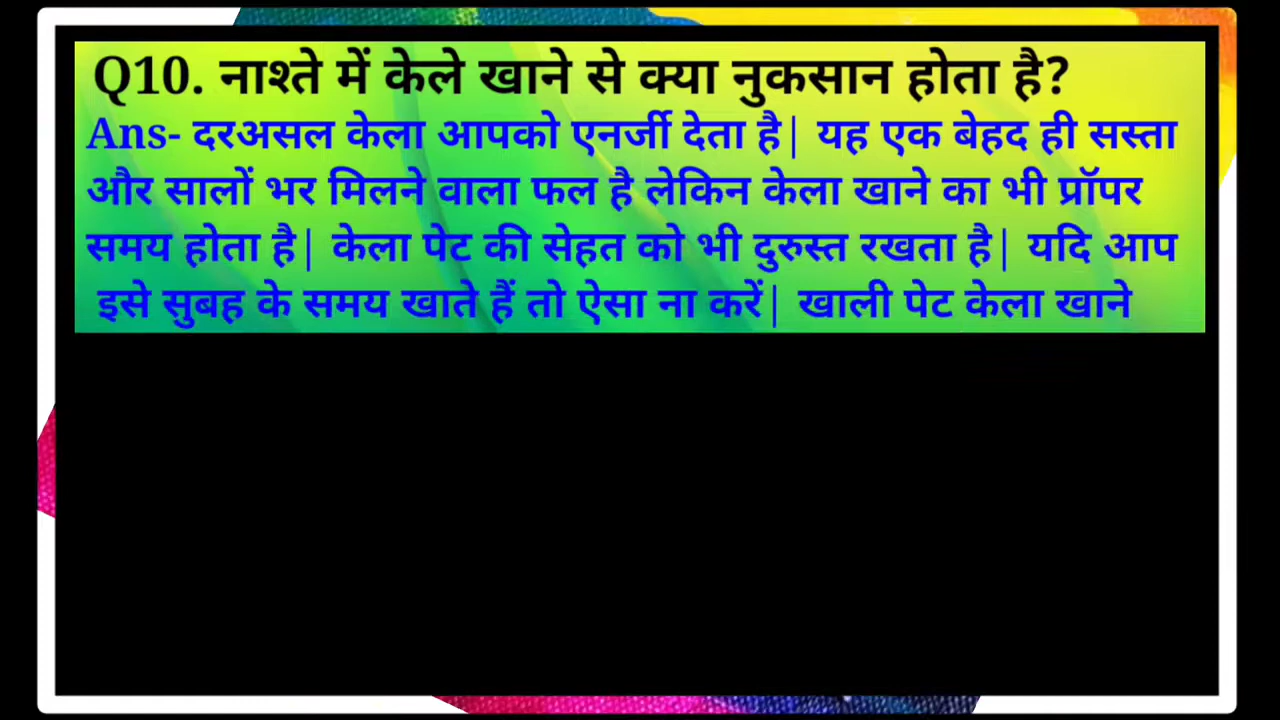 Q10. नाश्ते में केले खाने से क्या नुकसान होता है?
Ans- दरअसल केला आपको एनर्जी देता है| यह एक बेहद ही सस्ता
और सालों भर मिलने वाला फल है लेकिन केला खाने का भी प्रॉपर
समय होता है| केला पेट की सेहत को भी दुरुस्त रखता है| यदि आप
इसे सुबह के समय खाते हैं तो ऐसा ना करें| खाली पेट केला खाने